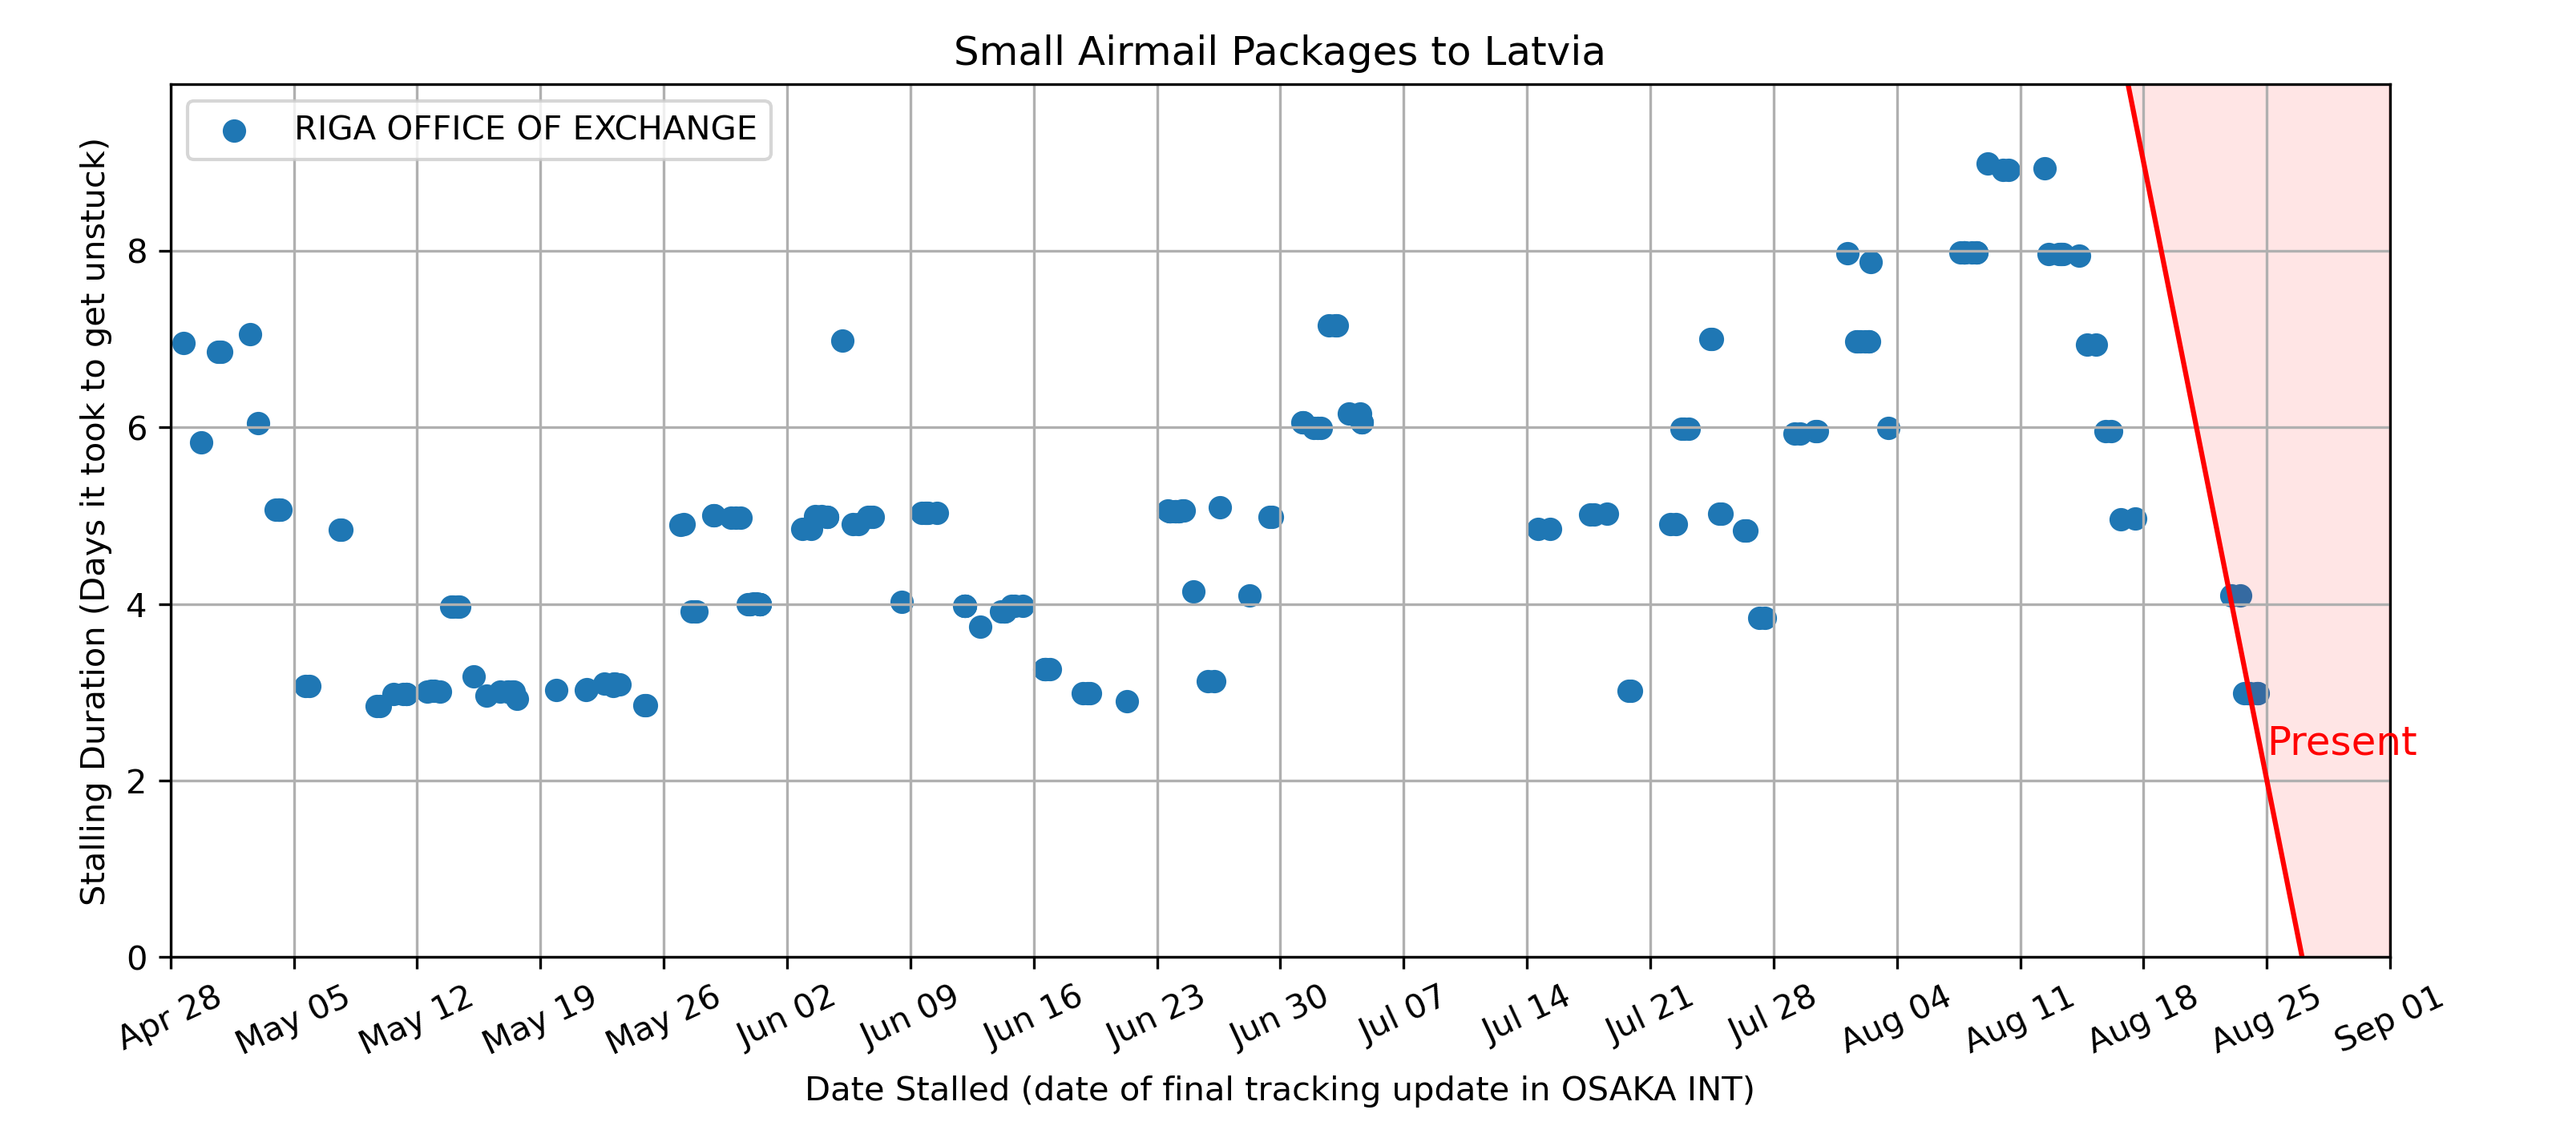 Small Airmail Packages to Latvia
RIGA OFFICE OF EXCHANGE
Stalling Duration (Days it took to get unstuck)
8
6
4
2
0
Present
Apr 28
May 05
May 12
May 19
May 26
Jun 02
Jun 09
Jun 16
Jun 23
Jun 30
Jul 07
Jul 14
Jul 21
Jul 28
Aug 04
Aug 11
Aug 18
Aug 25
Sep 01
Date Stalled (date of final tracking update in OSAKA INT)